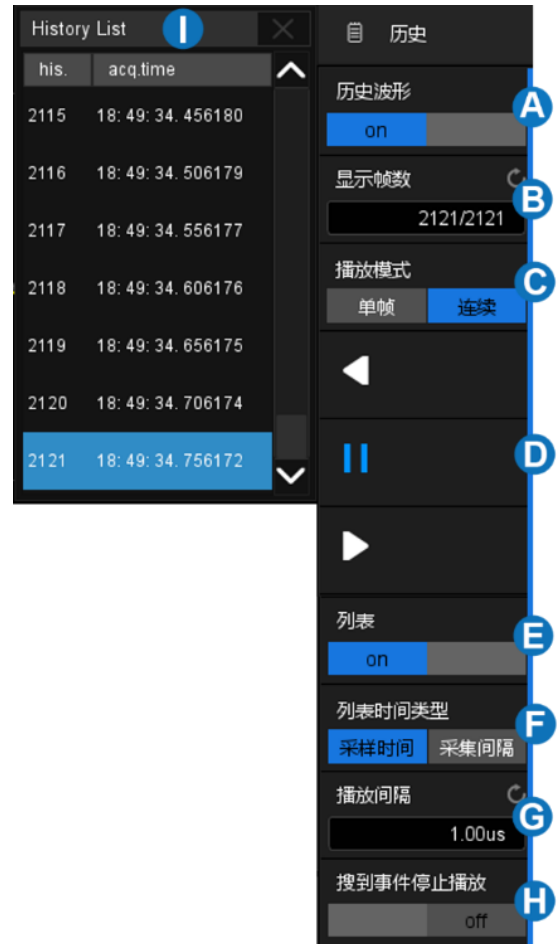 History List
I
his. acq.time
2115 18: 49: 34. 456180
2116 18: 49: 34. 506179
2117 18: 49: 34. 556177
2118 18: 49: 34. 606176
2119 18: 49: 34. 656175
2120 18: 49: 34. 706174
2121 18: 49: 34. 756172
历史
历史波形
A
on
显示帧数
B
2121/2121
播放模式
C
单帧 连续
D
列表
E
on
列表时间类型
F
采样时间 采集间隔
播放间隔
G
1.00us
搜到事件停止播放
H
off